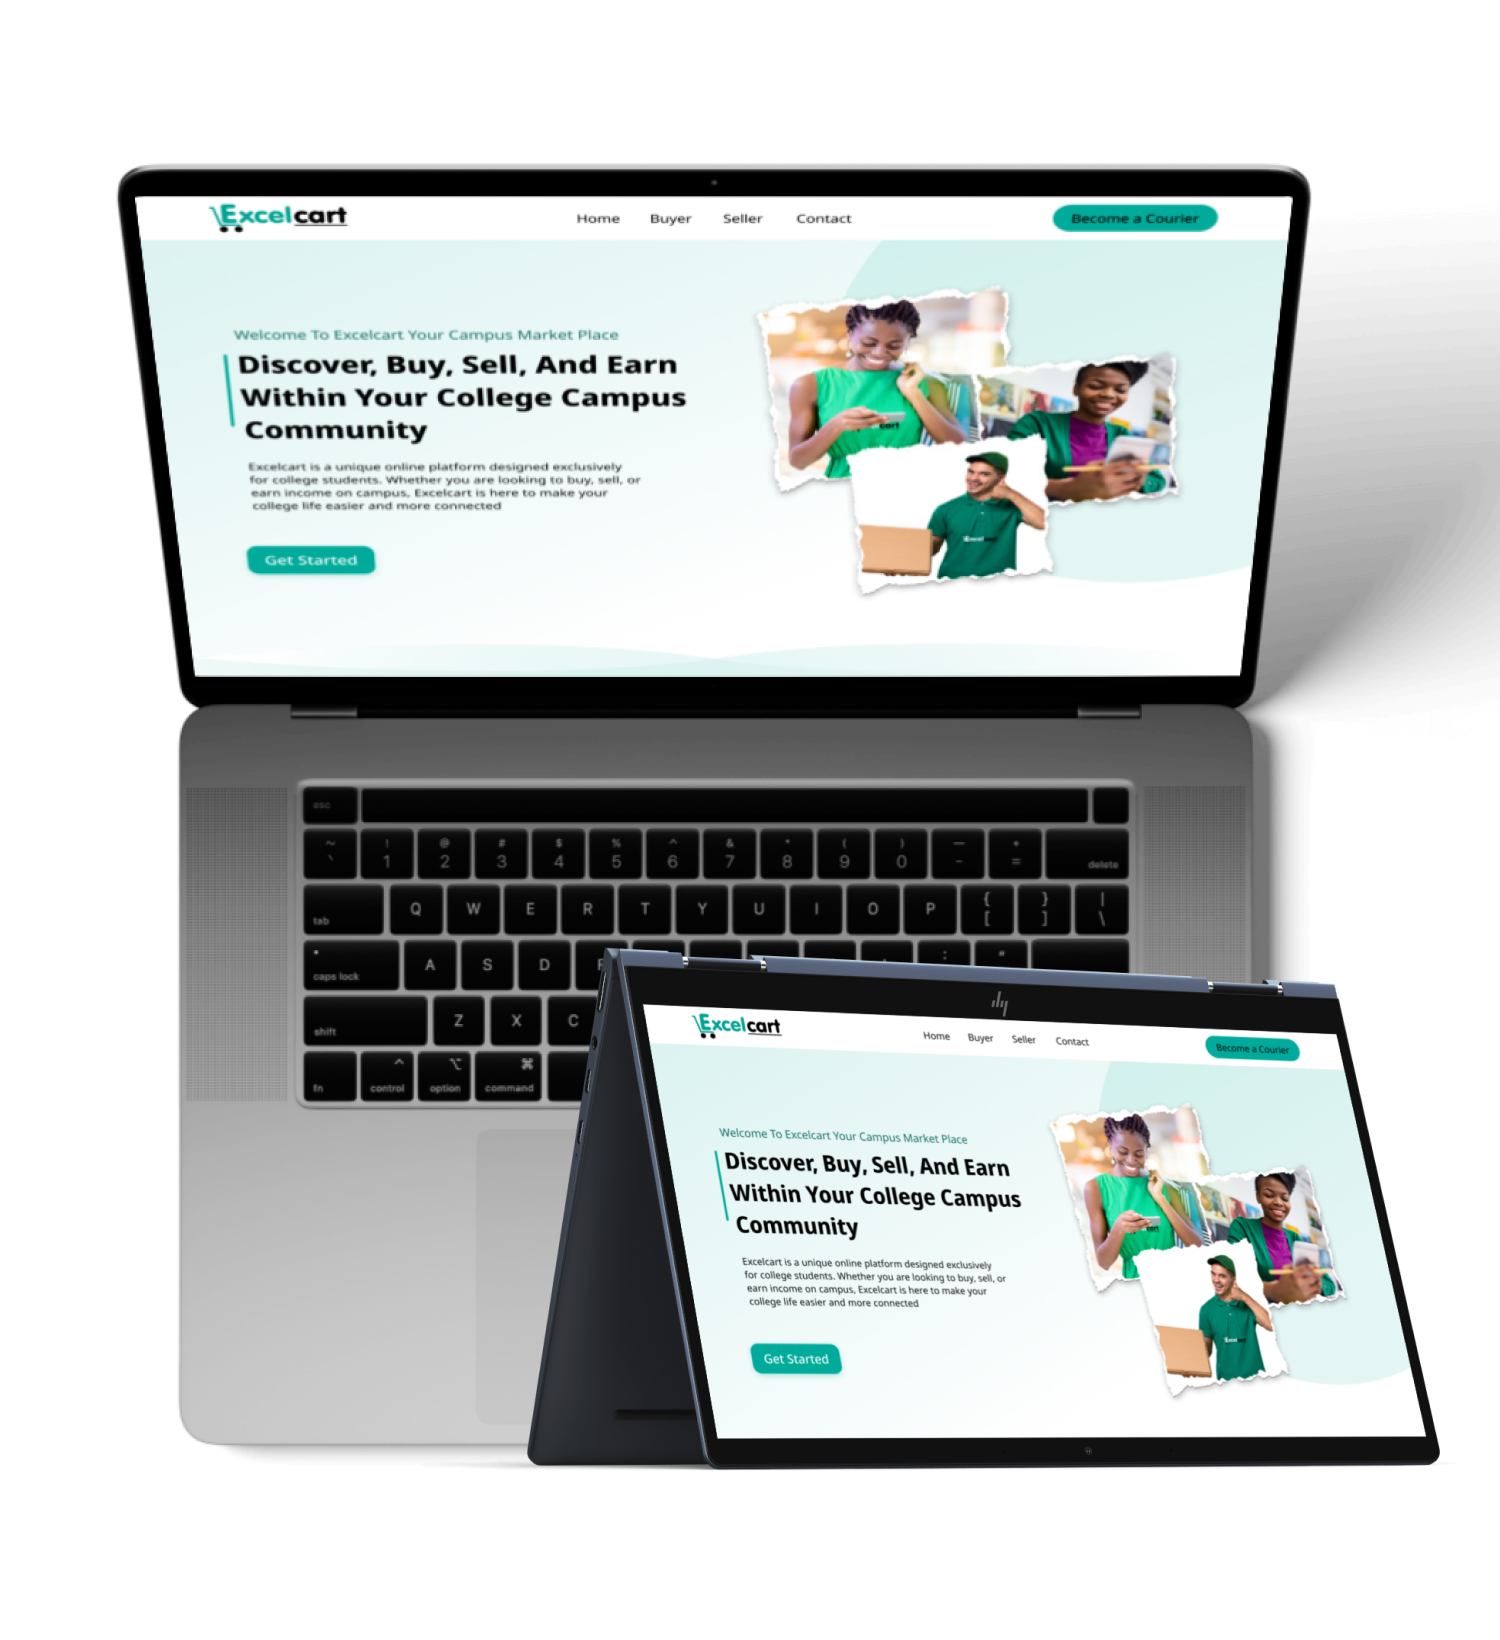 Excelcart
Home Buyer Seller Contact
Become a Courier
Welcome To Excelcart Your Campus Market Place
Discover, Buy, Sell, And Earn
Within Your College Campus
Community
Excelcart is a unique online platform designed exclusively
for college students. Whether you are looking to buy, sell, or
earn income on campus, Excelcart is here to make your
college life easier and more connected
Get Started
cart
Excelcart
esc
~ ! @ # $ % ^ & * ( ) — +
` 1 2 3 4 5 6 7 8 9 0 - =
delete
tab
Q W E R T Y U I O P { [ } ] | \
caps lock
A S D F : "
shift
Z X C
fn control option command
^ ⌥ ⌘
hp
Excelcart
Home Buyer Seller Contact
Become a Courier
Welcome To Excelcart Your Campus Market Place
Discover, Buy, Sell, And Earn
Within Your College Campus
Community
Excelcart is a unique online platform designed exclusively
for college students. Whether you are looking to buy, sell, or
earn income on campus, Excelcart is here to make your
college life easier and more connected
Get Started
cart
Excelcart